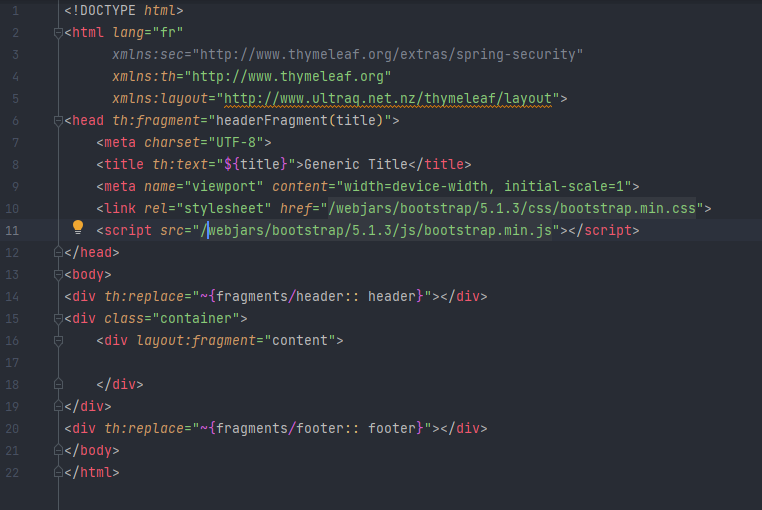 1 <!DOCTYPE html>
2 <html lang="fr"
3 xmlns:sec="http://www.thymeleaf.org/extras/spring-security"
4 xmlns:th="http://www.thymeleaf.org"
5 xmlns:layout="http://www.ultraq.net.nz/thymeleaf/layout">
6 <head th:fragment="headerFragment(title)">
7 <meta charset="UTF-8">
8 <title th:text="${title}">Generic Title</title>
9 <meta name="viewport" content="width=device-width, initial-scale=1">
10 <link rel="stylesheet" href="/webjars/bootstrap/5.1.3/css/bootstrap.min.css">
11 <script src="/webjars/bootstrap/5.1.3/js/bootstrap.min.js"></script>
12 </head>
13 <body>
14 <div th:replace="~{fragments/header:: header}"></div>
15 <div class="container">
16 <div layout:fragment="content">
17
18 </div>
19 </div>
20 <div th:replace="~{fragments/footer:: footer}"></div>
21 </body>
22 </html>